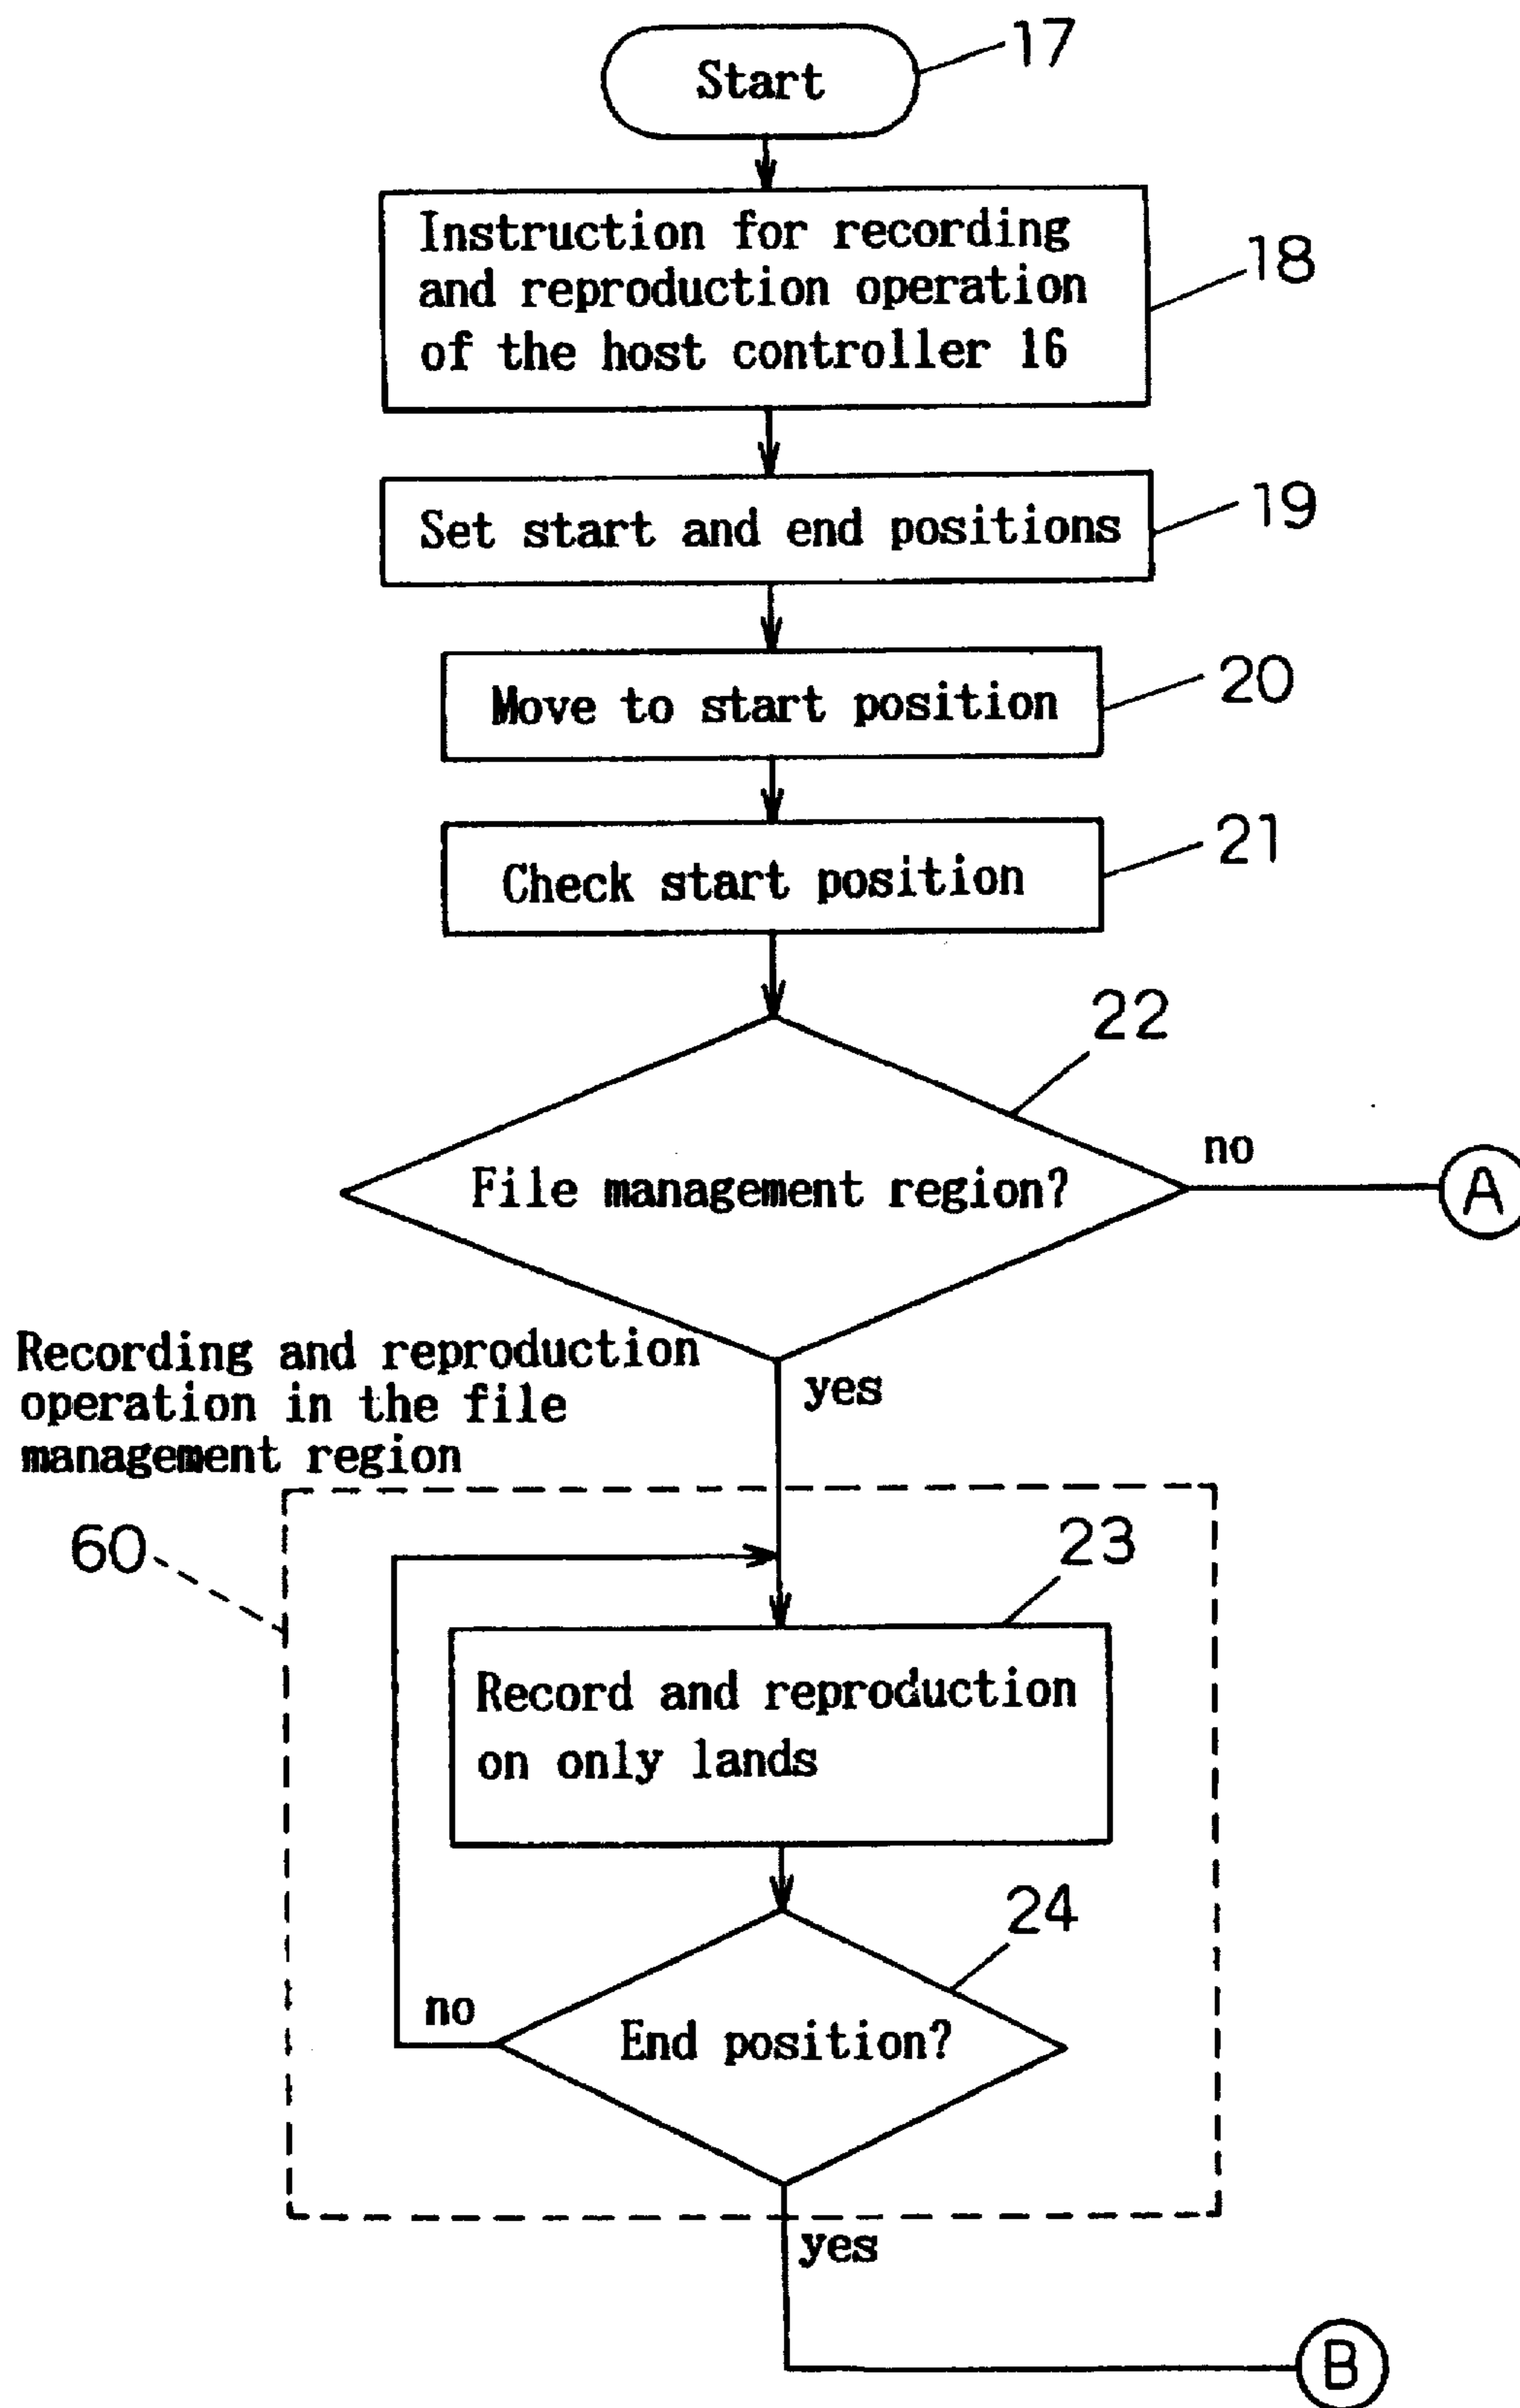 Start
17
Instruction for recording
and reproduction operation
of the host controller 16
18
Set start and end positions
19
Move to start position
20
Check start position
21
22
File management region?
no
A
yes
Recording and reproduction
operation in the file
management region
60
23
Record and reproduction
on only lands
24
End position?
no
yes
B